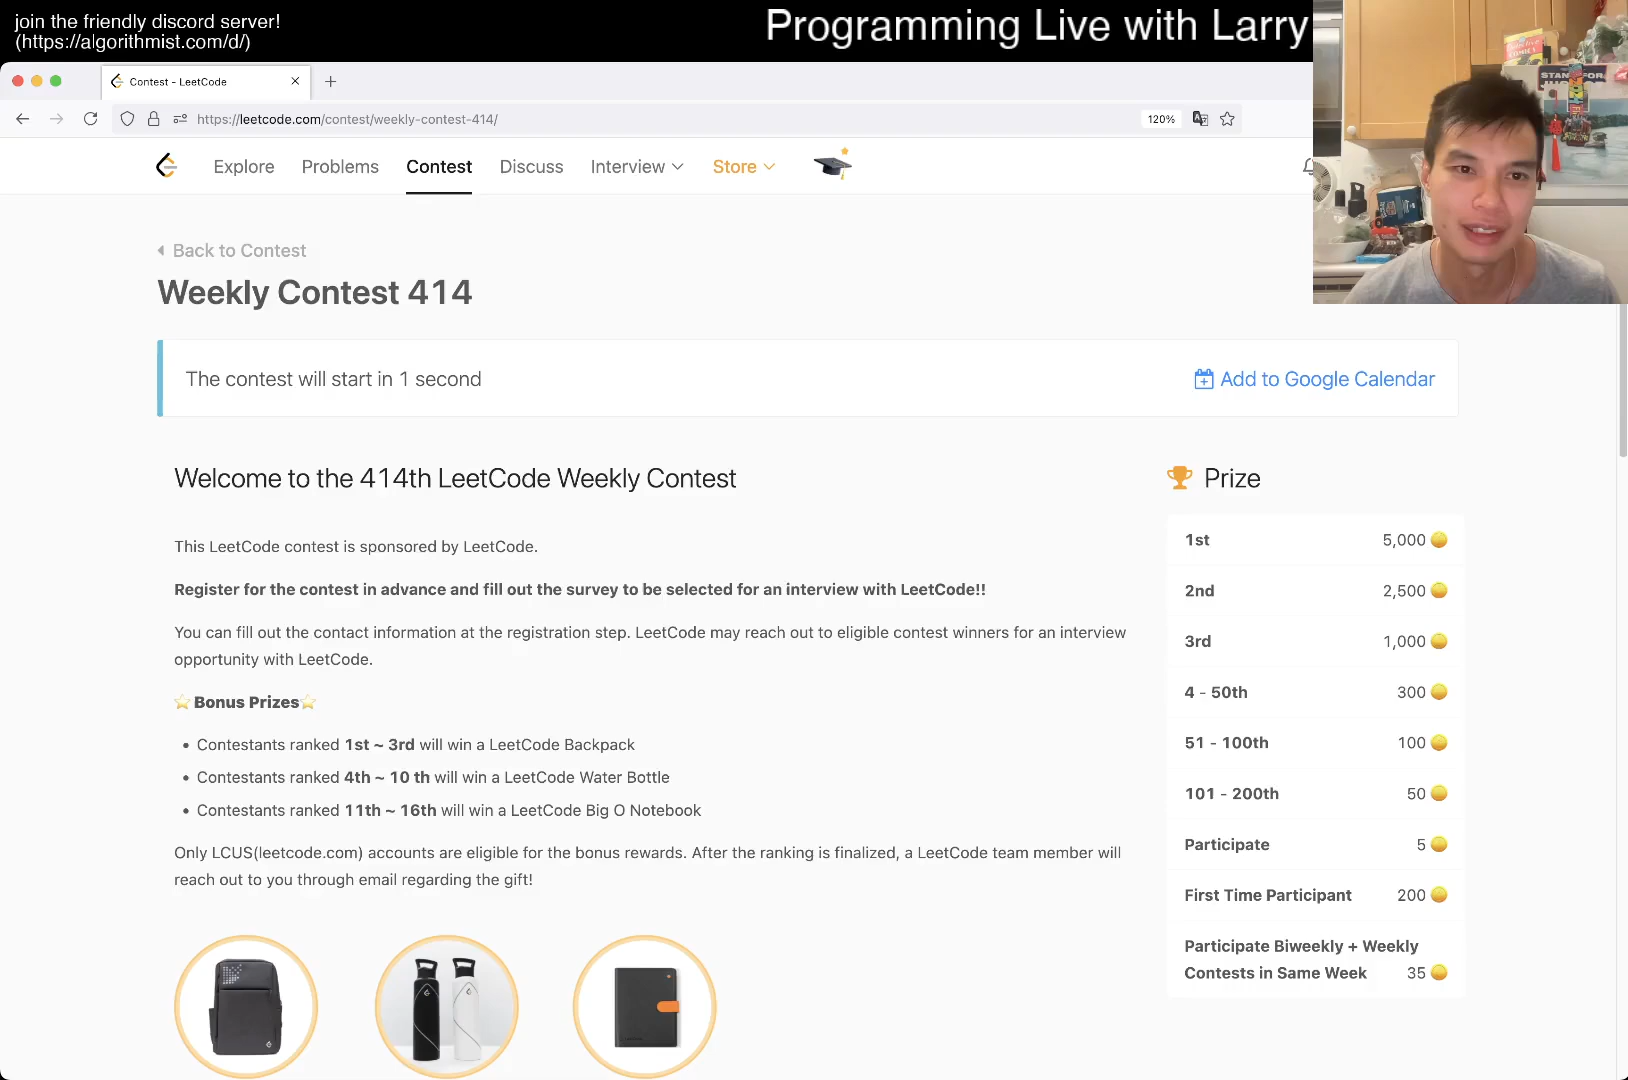 join the friendly discord server!
(https://algorithmist.com/d/)
Programming Live with Larry
Contest - LeetCode
https://leetcode.com/contest/weekly-contest-414/
120%
Explore Problems Contest Discuss Interview Store
Back to Contest
Weekly Contest 414
The contest will start in 1 second
Add to Google Calendar
Welcome to the 414th LeetCode Weekly Contest
This LeetCode contest is sponsored by LeetCode.
Register for the contest in advance and fill out the survey to be selected for an interview with LeetCode!!
You can fill out the contact information at the registration step. LeetCode may reach out to eligible contest winners for an interview
opportunity with LeetCode.
Bonus Prizes
• Contestants ranked 1st ~ 3rd will win a LeetCode Backpack
• Contestants ranked 4th ~ 10 th will win a LeetCode Water Bottle
• Contestants ranked 11th ~ 16th will win a LeetCode Big O Notebook
Only LCUS(leetcode.com) accounts are eligible for the bonus rewards. After the ranking is finalized, a LeetCode team member will
reach out to you through email regarding the gift!
Prize
1st 5,000
2nd 2,500
3rd 1,000
4 - 50th 300
51 - 100th 100
101 - 200th 50
Participate 5
First Time Participant 200
Participate Biweekly + Weekly
Contests in Same Week 35